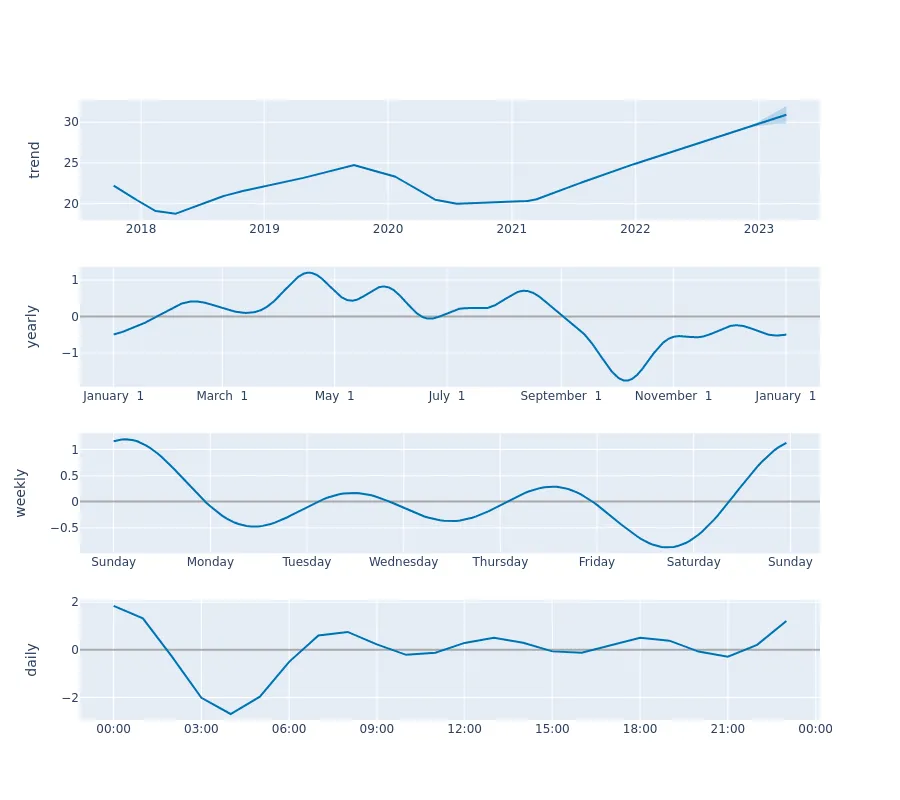 trend
30
25
20
2018 2019 2020 2021 2022 2023
yearly
1
0
−1
January 1 March 1 May 1 July 1 September 1 November 1 January 1
weekly
1
0.5
0
−0.5
Sunday Monday Tuesday Wednesday Thursday Friday Saturday Sunday
daily
2
0
−2
00:00 03:00 06:00 09:00 12:00 15:00 18:00 21:00 00:00